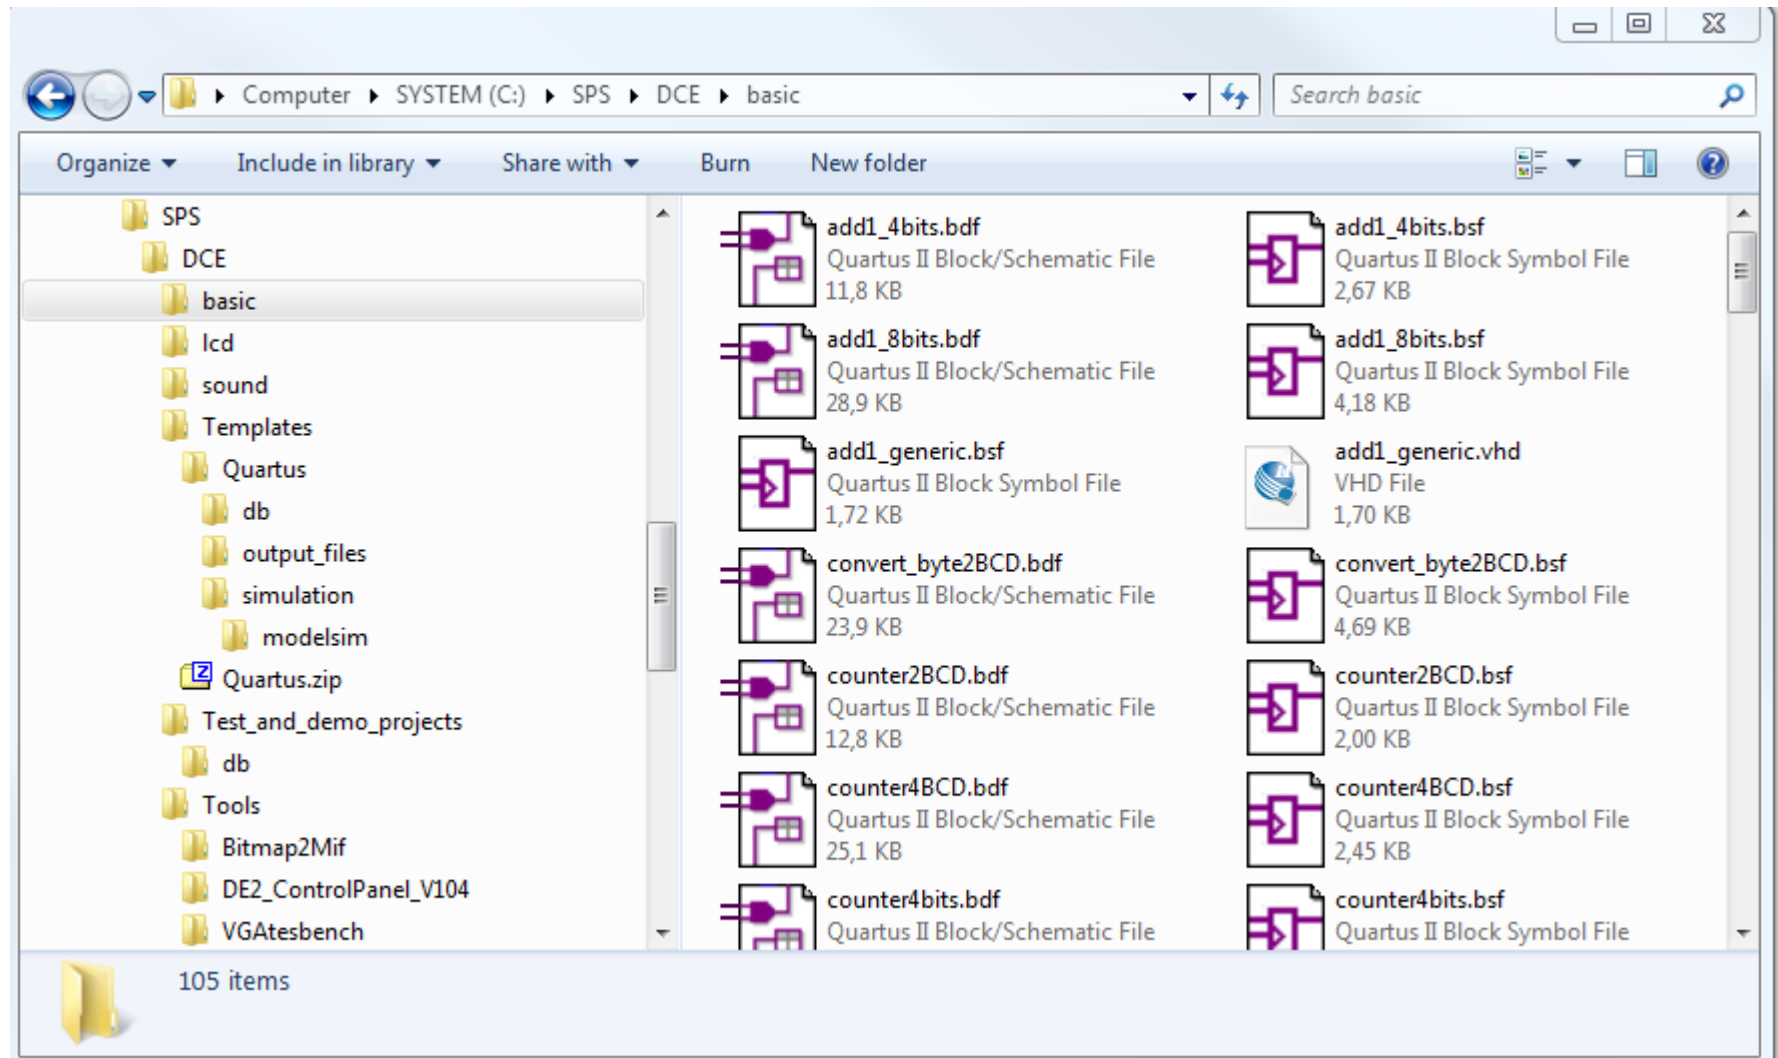 Computer ▸ SYSTEM (C:) ▸ SPS ▸ DCE ▸ basic
Search basic
Organize Include in library Share with Burn New folder
SPS
DCE
basic
lcd
sound
Templates
Quartus
db
output_files
simulation
modelsim
Quartus.zip
Test_and_demo_projects
db
Tools
Bitmap2Mif
DE2_ControlPanel_V104
VGAtesbench
add1_4bits.bdf
Quartus II Block/Schematic File
11,8 KB
add1_4bits.bsf
Quartus II Block Symbol File
2,67 KB
add1_8bits.bdf
Quartus II Block/Schematic File
28,9 KB
add1_8bits.bsf
Quartus II Block Symbol File
4,18 KB
add1_generic.bsf
Quartus II Block Symbol File
1,72 KB
add1_generic.vhd
VHD File
1,70 KB
convert_byte2BCD.bdf
Quartus II Block/Schematic File
23,9 KB
convert_byte2BCD.bsf
Quartus II Block Symbol File
4,69 KB
counter2BCD.bdf
Quartus II Block/Schematic File
12,8 KB
counter2BCD.bsf
Quartus II Block Symbol File
2,00 KB
counter4BCD.bdf
Quartus II Block/Schematic File
25,1 KB
counter4BCD.bsf
Quartus II Block Symbol File
2,45 KB
counter4bits.bdf
Quartus II Block/Schematic File
counter4bits.bsf
Quartus II Block Symbol File
105 items